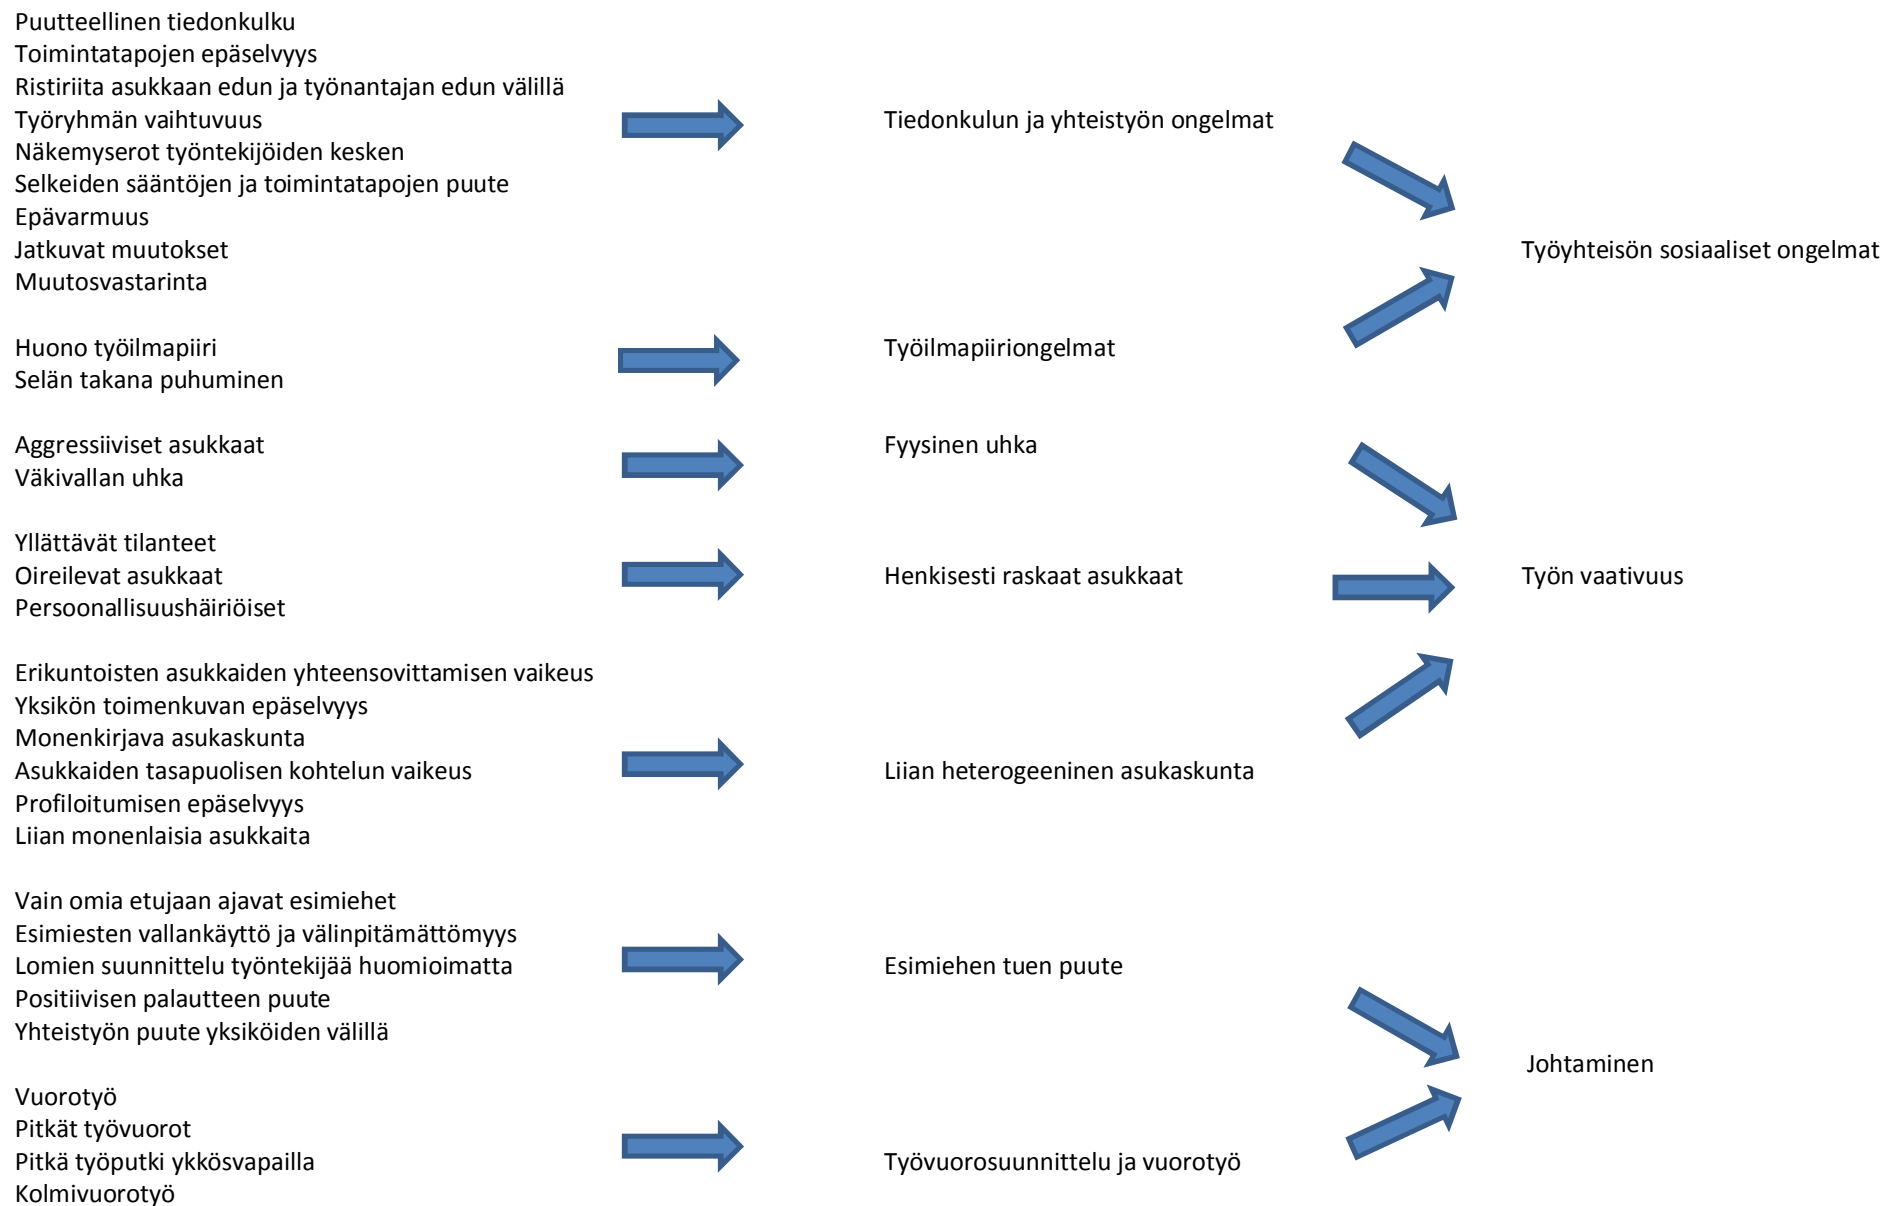 Puutteellinen tiedonkulku
Toimintatapojen epäselvyys
Ristiriita asukkaan edun ja työnantajan edun välillä
Työryhmän vaihtuvuus
Näkemyserot työntekijöiden kesken
Selkeiden sääntöjen ja toimintatapojen puute
Epävarmuus
Jatkuvat muutokset
Muutosvastarinta
Tiedonkulun ja yhteistyön ongelmat
Huono työilmapiiri
Selän takana puhuminen
Työilmapiiriongelmat
Työyhteisön sosiaaliset ongelmat
Aggressiiviset asukkaat
Väkivallan uhka
Fyysinen uhka
Yllättävät tilanteet
Oireilevat asukkaat
Persoonallisuushäiriöiset
Henkisesti raskaat asukkaat
Erikuntoisten asukkaiden yhteensovittamisen vaikeus
Yksikön toimenkuvan epäselvyys
Monenkirjava asukaskunta
Asukkaiden tasapuolisen kohtelun vaikeus
Profiloitumisen epäselvyys
Liian monenlaisia asukkaita
Liian heterogeeninen asukaskunta
Työn vaativuus
Vain omia etujaan ajavat esimiehet
Esimiesten vallankäyttö ja välinpitämättömyys
Lomien suunnittelu työntekijää huomioimatta
Positiivisen palautteen puute
Yhteistyön puute yksiköiden välillä
Esimiehen tuen puute
Vuorotyö
Pitkät työvuorot
Pitkä työputki ykkösvapailla
Kolmivuorotyö
Työvuorosuunnittelu ja vuorotyö
Johtaminen